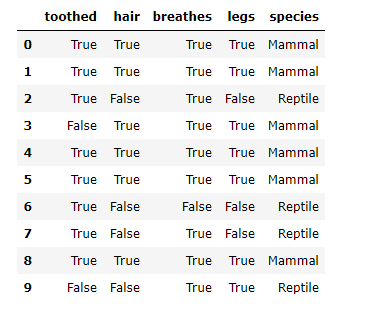 toothed hair breathes legs species
0 True True True True Mammal
1 True True True True Mammal
2 True False True False Reptile
3 False True True True Mammal
4 True True True True Mammal
5 True True True True Mammal
6 True False False False Reptile
7 True False True False Reptile
8 True True True True Mammal
9 False False True True Reptile